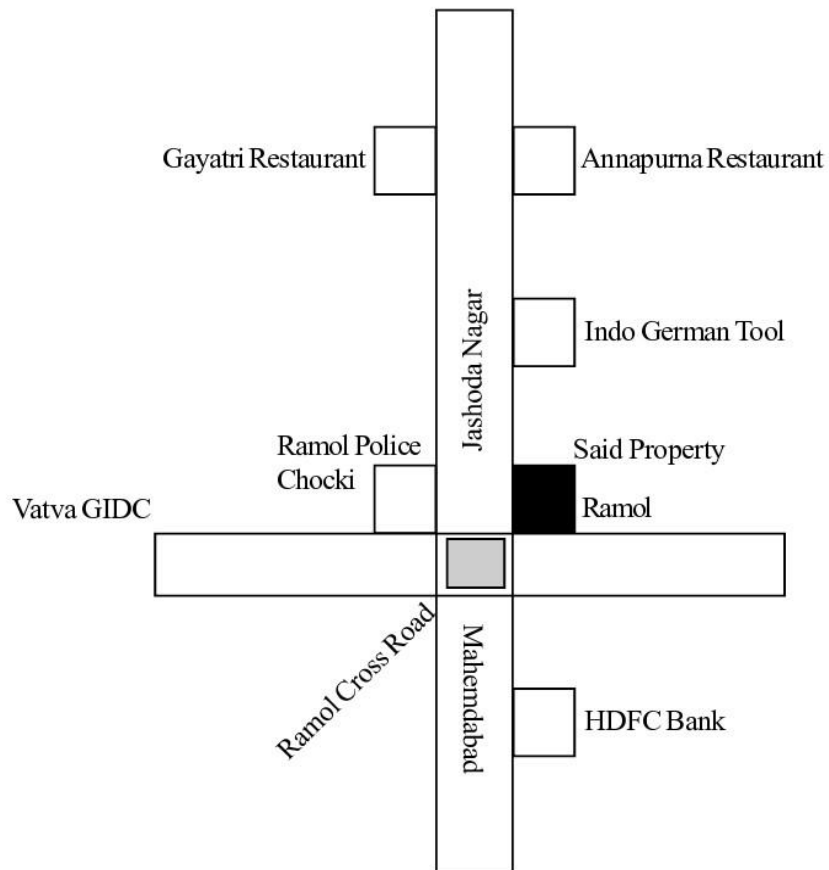 Gayatri Restaurant
Annapurna Restaurant
Jashoda Nagar
Indo German Tool
Ramol Police
Chocki
Said Property
Vatva GIDC
Ramol
Ramol Cross Road
Mahemdabad
HDFC Bank